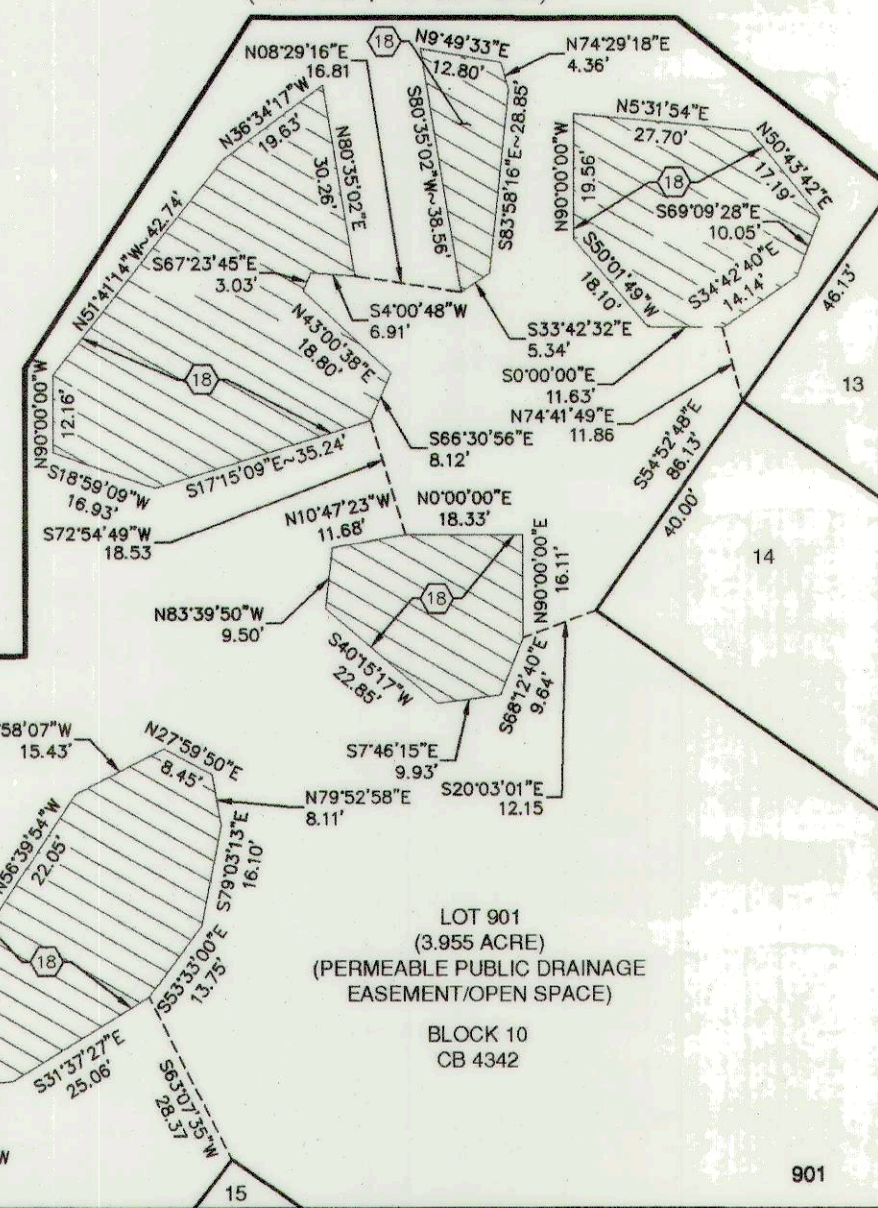 N08°29'16"E
16.81
18
N9°49'33"E
12.80'
N74°29'18"E
4.36'
N36°34'17"W
19.63'
N80°35'02"E
30.26'
S80°35'02"W~38.56'
S83°58'16"E~28.85'
N5°31'54"E
27.70'
N90°00'00"W
19.56'
18
N50°43'42"E
17.19'
S69°09'28"E
10.05'
S50°01'49"W
18.10'
S34°42'40"E
14.14'
46.13'
N51°41'14"W~42.74'
S67°23'45"E
3.03'
S4°00'48"W
6.91'
N43°00'38"E
18.80'
S33°42'32"E
5.34'
S0°00'00"E
11.63'
N74°41'49"E
11.86
13
18
N90°00'00"W
12.16'
S18°59'09"W
16.93'
S17°15'09"E~35.24'
S66°30'56"E
8.12'
S54°52'48"E
86.13'
40.00'
S72°54'49"W
18.53
N10°47'23"W
11.68'
N0°00'00"E
18.33'
N90°00'00"E
16.11'
14
18
N83°39'50"W
9.50'
S40°15'17"W
22.85'
S68°12'40"E
9.64'
S7°46'15"E
9.93'
S20°03'01"E
12.15
58'07"W
15.43'
N27°59'50"E
8.45'
N79°52'58"E
8.11'
N56°39'54"W
22.05'
S79°03'13"E
16.10'
18
S53°33'00"E
13.75'
S31°37'27"E
25.06'
S63°07'35"W
28.37
LOT 901
(3.955 ACRE)
(PERMEABLE PUBLIC DRAINAGE
EASEMENT/OPEN SPACE)
BLOCK 10
CB 4342
W
15
901